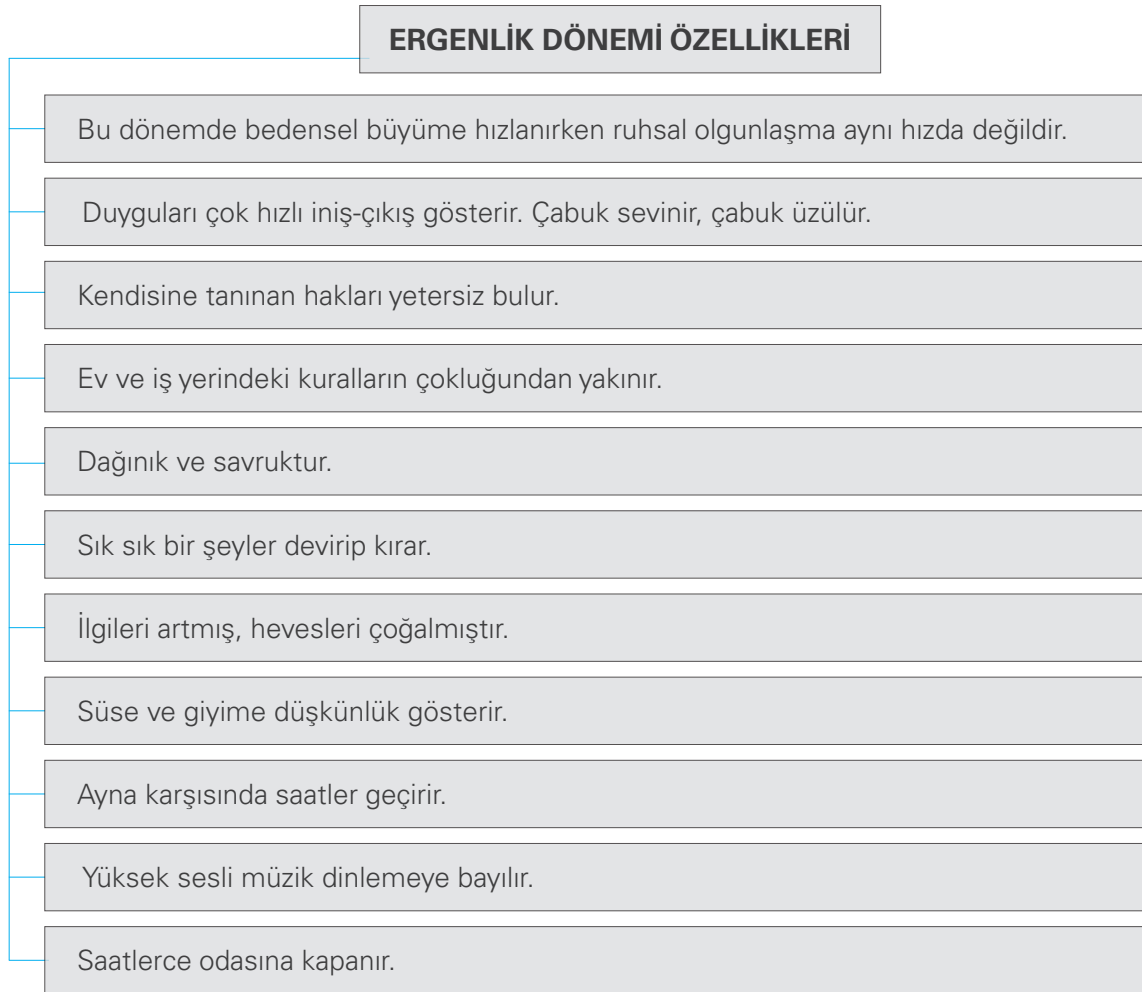 ERGENLİK DÖNEMİ ÖZELLİKLERİ
Bu dönemde bedensel büyüme hızlanırken ruhsal olgunlaşma aynı hızda değildir.
Duyguları çok hızlı iniş-çıkış gösterir. Çabuk sevinir, çabuk üzülür.
Kendisine tanınan hakları yetersiz bulur.
Ev ve iş yerindeki kuralların çokluğundan yakınır.
Dağınık ve savruktur.
Sık sık bir şeyler devirip kırar.
İlgileri artmış, hevesleri çoğalmıştır.
Süse ve giyime düşkünlük gösterir.
Ayna karşısında saatler geçirir.
Yüksek sesli müzik dinlemeye bayılır.
Saatlerce odasına kapanır.